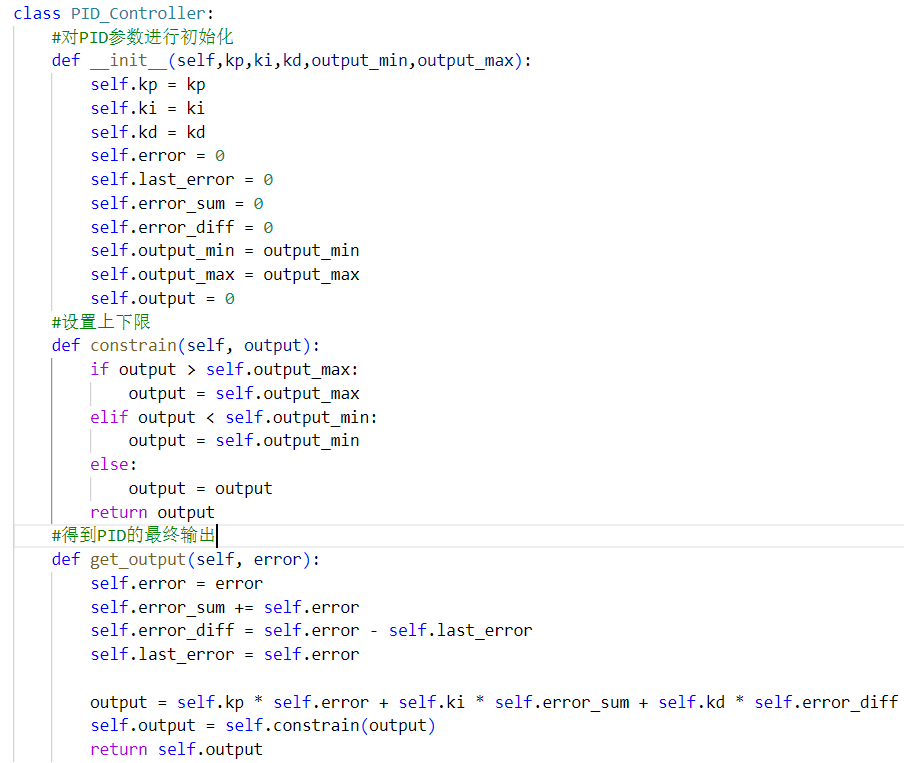 class PID_Controller:
    #对PID参数进行初始化
    def __init__(self,kp,ki,kd,output_min,output_max):
        self.kp = kp
        self.ki = ki
        self.kd = kd
        self.error = 0
        self.last_error = 0
        self.error_sum = 0
        self.error_diff = 0
        self.output_min = output_min
        self.output_max = output_max
        self.output = 0
    #设置上下限
    def constrain(self, output):
        if output > self.output_max:
            output = self.output_max
        elif output < self.output_min:
            output = self.output_min
        else:
            output = output
        return output
    #得到PID的最终输出
    def get_output(self, error):
        self.error = error
        self.error_sum += self.error
        self.error_diff = self.error - self.last_error
        self.last_error = self.error

        output = self.kp * self.error + self.ki * self.error_sum + self.kd * self.error_diff
        self.output = self.constrain(output)
        return self.output